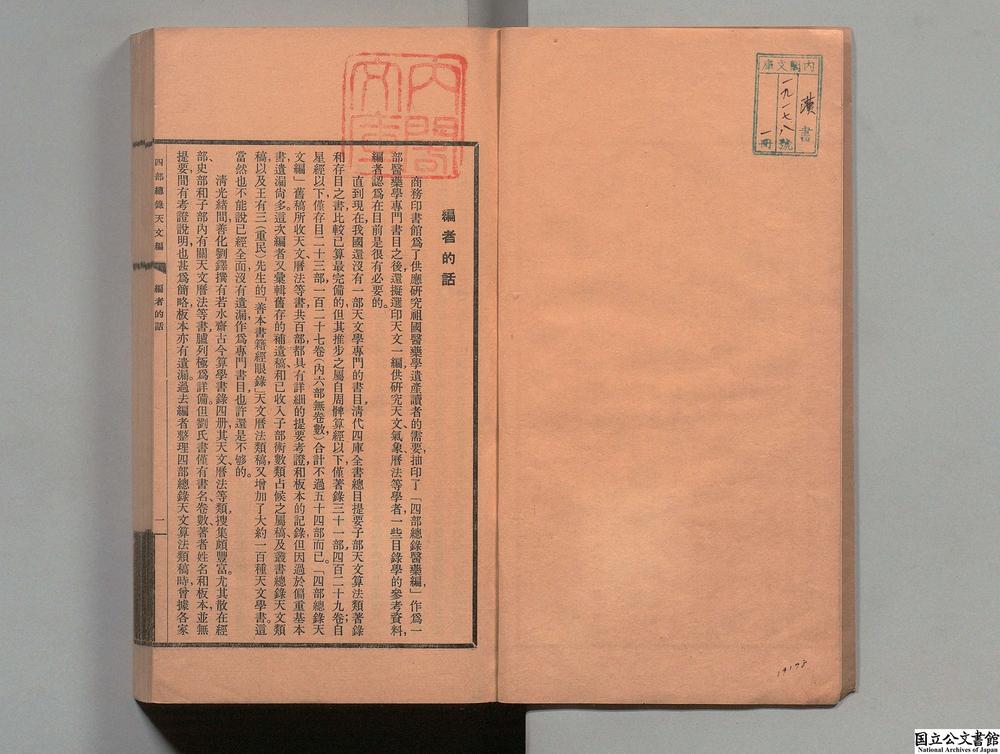 內閣文庫
漢書
一九一七八號
一冊
19178
內閣文庫
編者的話
商務印書館爲了供應研究祖國醫藥學遺產讀者的需要,抽印了「四部總錄醫藥編」作爲一
部醫藥學專門書目之後,還擬選印天文一編,供研究天文、氣象、曆法等學者一些目錄學的參考資料,
編者認爲在目前是很有必要的。
直到現在,我國還沒有一部天文學專門的書目,清代四庫全書總目提要子部天文算法類著錄
和存目之書,比較已算最完備的,但其推步之屬自周髀算經以下僅著錄三十一部,四百二十九卷;自
星經以下僅存目二十三部,一百二十七卷(內六部無卷數)合計不過五十四部而已。「四部總錄天
文編」舊稿所收天文、曆法等書共百部,都具有詳細的提要、考證和板本的記錄,但因過於偏重基本
書,遺漏尙多。這次編者又彙輯舊存的補遺稿和已收入子部術數類占候之屬稿及叢書總錄天文類
稿,以及王有三(重民)先生的「善本書籍經眼錄」天文曆法類稿,又增加了大約一百種天文學書。這
當然也不能說已經全面,沒有遺漏,作爲專門書目,也許還是不够的。
清光緒間善化劉鐸撰有若水齋古今算學書錄四册,其天文、曆法等類,搜集頗豐富。尤其散在經
部、史部和子部內有關天文、曆法等書,臚列極爲詳備。但劉氏書僅有書名、卷數、著者姓名和板本,並無
提要,間有考證說明,也甚爲簡略,板本亦有遺漏。過去編者整理四部總錄天文算法類稿時,曾據各家
四部總錄天文編　編者的話　一
国立公文書館
National Archives of Japan